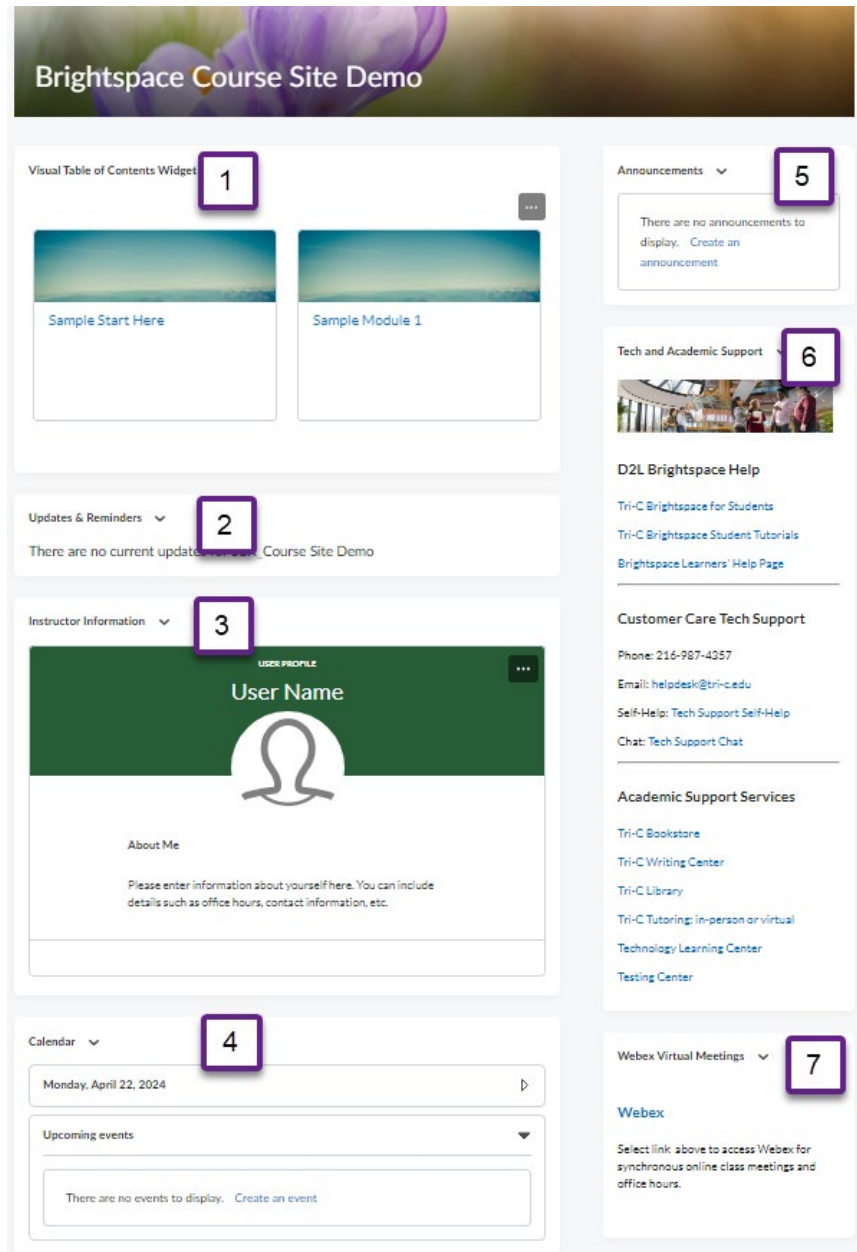 Brightspace Course Site Demo
Visual Table of Contents Widget
1
Sample Start Here
Sample Module 1
Updates & Reminders
2
There are no current updates Course Site Demo
Instructor Information
3
USER PROFILE
User Name
About Me
Please enter information about yourself here. You can include
details such as office hours, contact information, etc.
Calendar
4
Monday, April 22, 2024
Upcoming events
There are no events to display. Create an event
Announcements
5
There are no announcements to
display. Create an
announcement
Tech and Academic Support
6
D2L Brightspace Help
Tri-C Brightspace for Students
Tri-C Brightspace Student Tutorials
Brightspace Learners' Help Page
Customer Care Tech Support
Phone: 216-987-4357
Email: helpdesk@tri-c.edu
Self-Help: Tech Support Self-Help
Chat: Tech Support Chat
Academic Support Services
Tri-C Bookstore
Tri-C Writing Center
Tri-C Library
Tri-C Tutoring: in-person or virtual
Technology Learning Center
Testing Center
Webex Virtual Meetings
7
Webex
Select link above to access Webex for
synchronous online class meetings and
office hours.